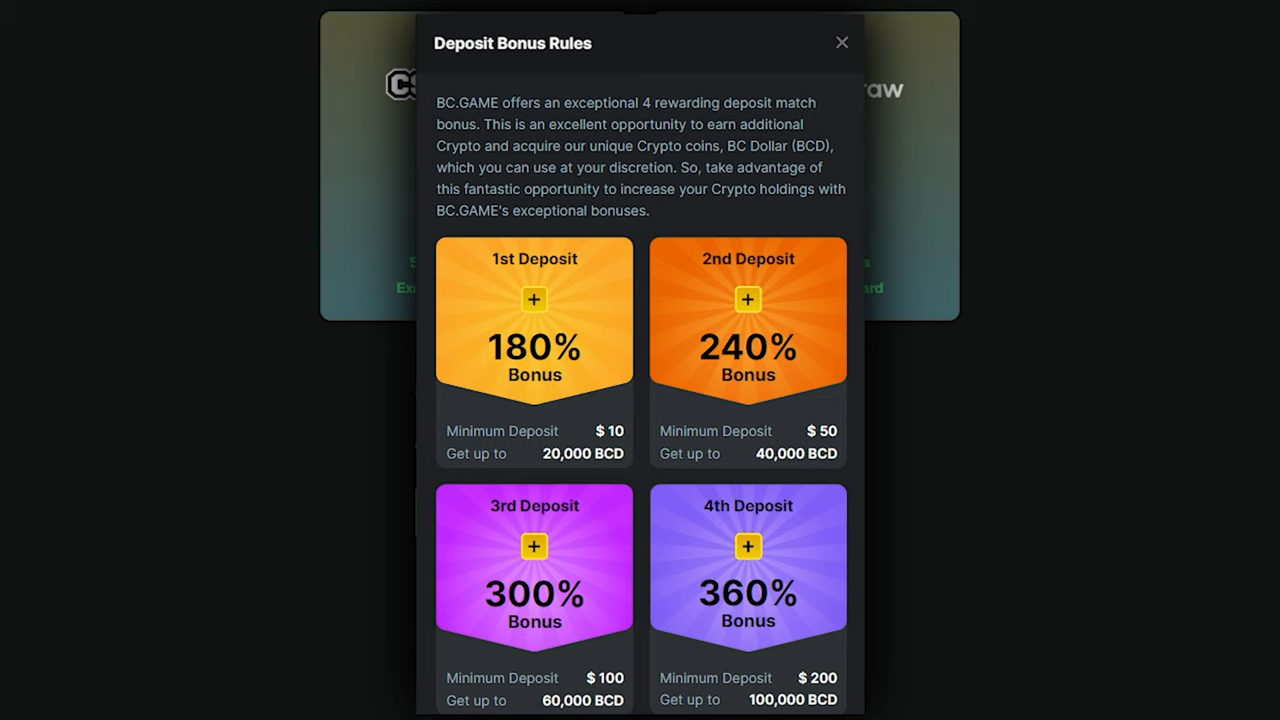 Deposit Bonus Rules
BC.GAME offers an exceptional 4 rewarding deposit match
bonus. This is an excellent opportunity to earn additional
Crypto and acquire our unique Crypto coins, BC Dollar (BCD),
which you can use at your discretion. So, take advantage of
this fantastic opportunity to increase your Crypto holdings with
BC.GAME's exceptional bonuses.
1st Deposit
+
180%
Bonus
Minimum Deposit $ 10
Get up to 20,000 BCD
2nd Deposit
+
240%
Bonus
Minimum Deposit $ 50
Get up to 40,000 BCD
3rd Deposit
+
300%
Bonus
Minimum Deposit $ 100
Get up to 60,000 BCD
4th Deposit
+
360%
Bonus
Minimum Deposit $ 200
Get up to 100,000 BCD